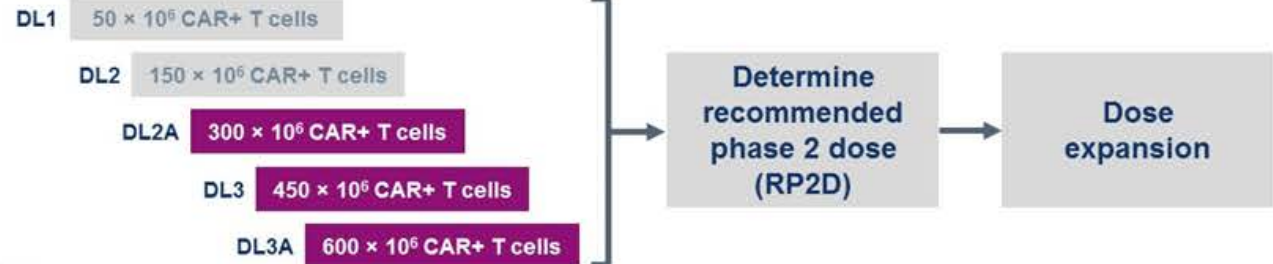 DL1 50 × 10⁶ CAR+ T cells
DL2 150 × 10⁶ CAR+ T cells
DL2A 300 × 10⁶ CAR+ T cells
DL3 450 × 10⁶ CAR+ T cells
DL3A 600 × 10⁶ CAR+ T cells
Determine
recommended
phase 2 dose
(RP2D)
Dose
expansion